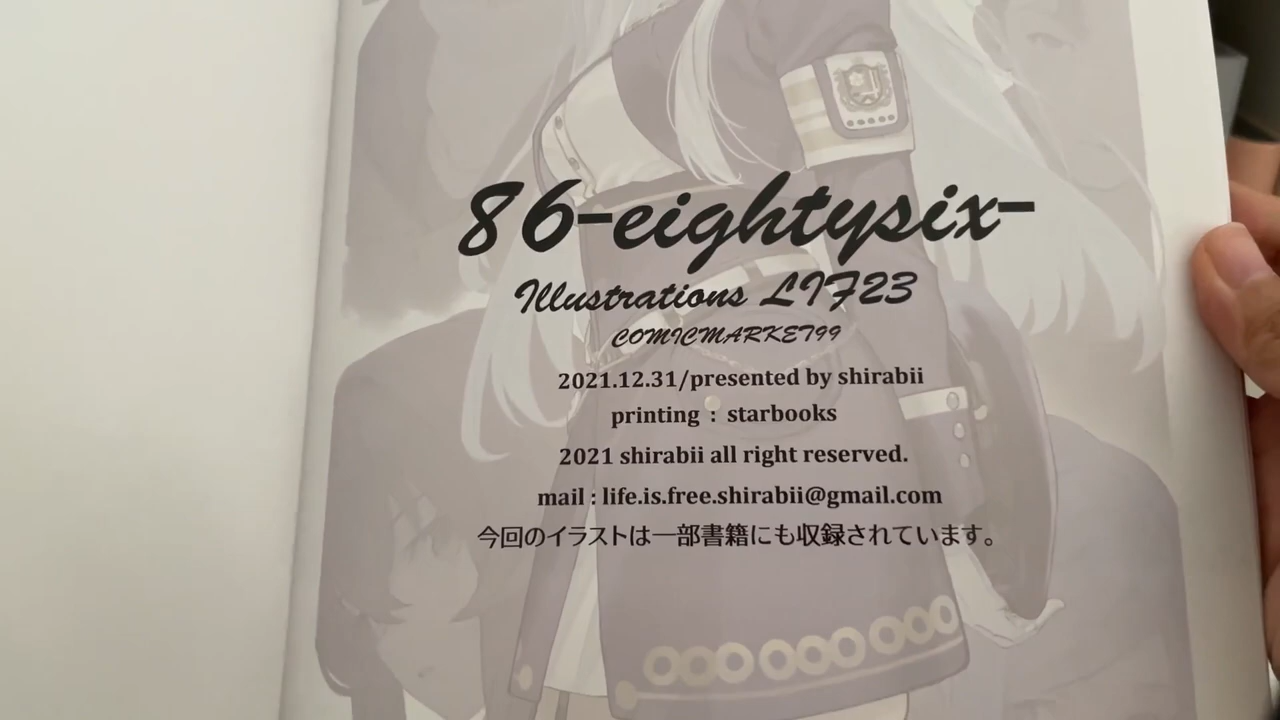 86-eightysix-
Illustrations LIF23
COMICMARKET99
2021.12.31/presented by shirabii
printing : starbooks
2021 shirabii all right reserved.
mail : life.is.free.shirabii@gmail.com
今回のイラストは一部書籍にも収録されています。